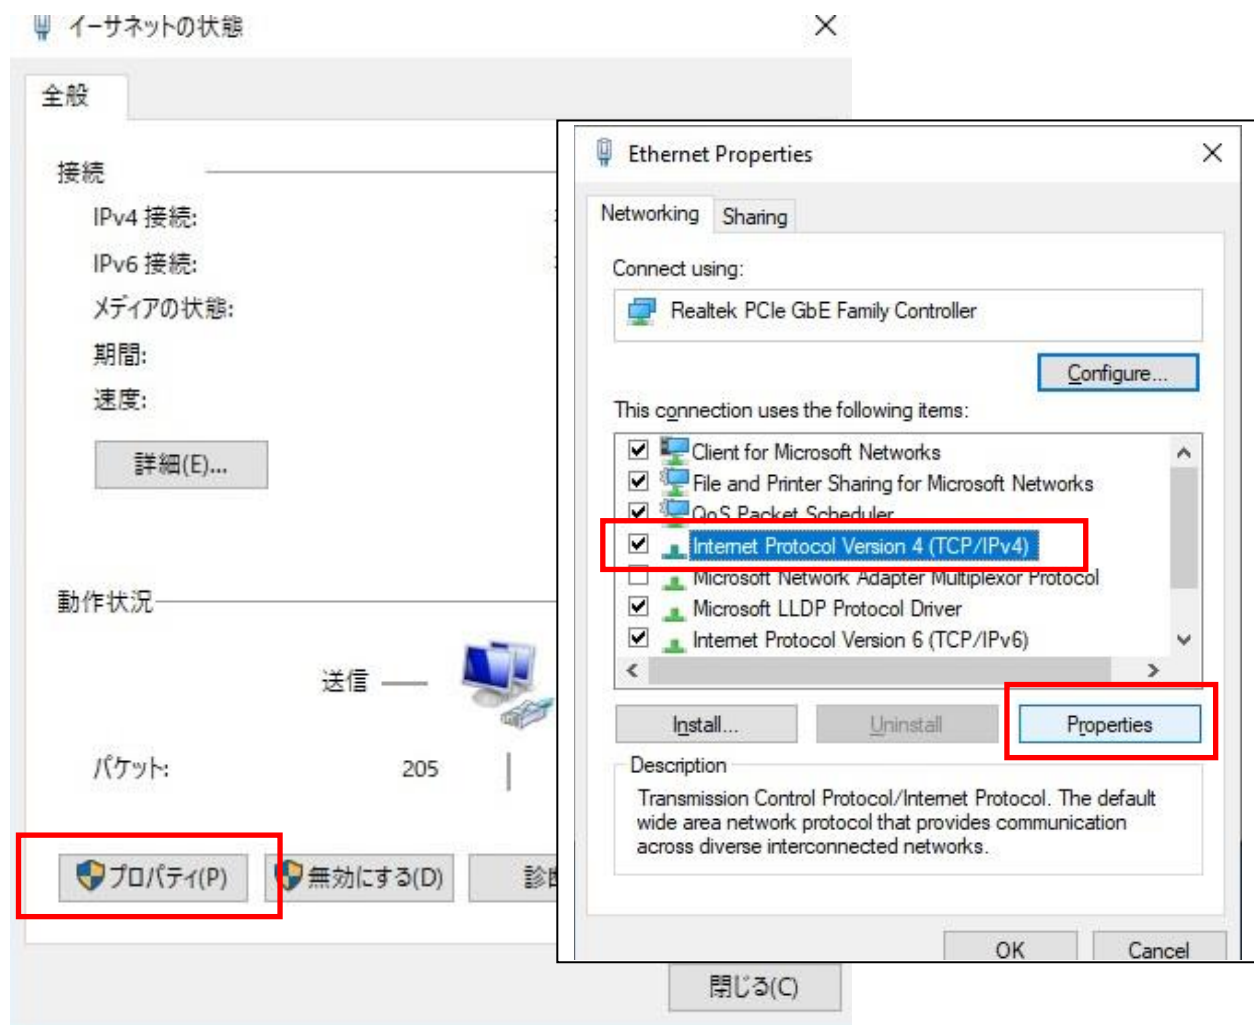 イーサネットの状態
全般
接続
IPv4 接続:
IPv6 接続:
メディアの状態:
期間:
速度:
詳細(E)...
動作状況
送信
パケット:
205
プロパティ(P)
無効にする(D)
閉じる(C)
Ethernet Properties
Networking
Sharing
Connect using:
Realtek PCIe GbE Family Controller
Configure...
This connection uses the following items:
Client for Microsoft Networks
File and Printer Sharing for Microsoft Networks
QoS Packet Scheduler
Internet Protocol Version 4 (TCP/IPv4)
Microsoft Network Adapter Multiplexor Protocol
Microsoft LLDP Protocol Driver
Internet Protocol Version 6 (TCP/IPv6)
Install...
Uninstall
Properties
Description
Transmission Control Protocol/Internet Protocol. The default
wide area network protocol that provides communication
across diverse interconnected networks.
OK
Cancel